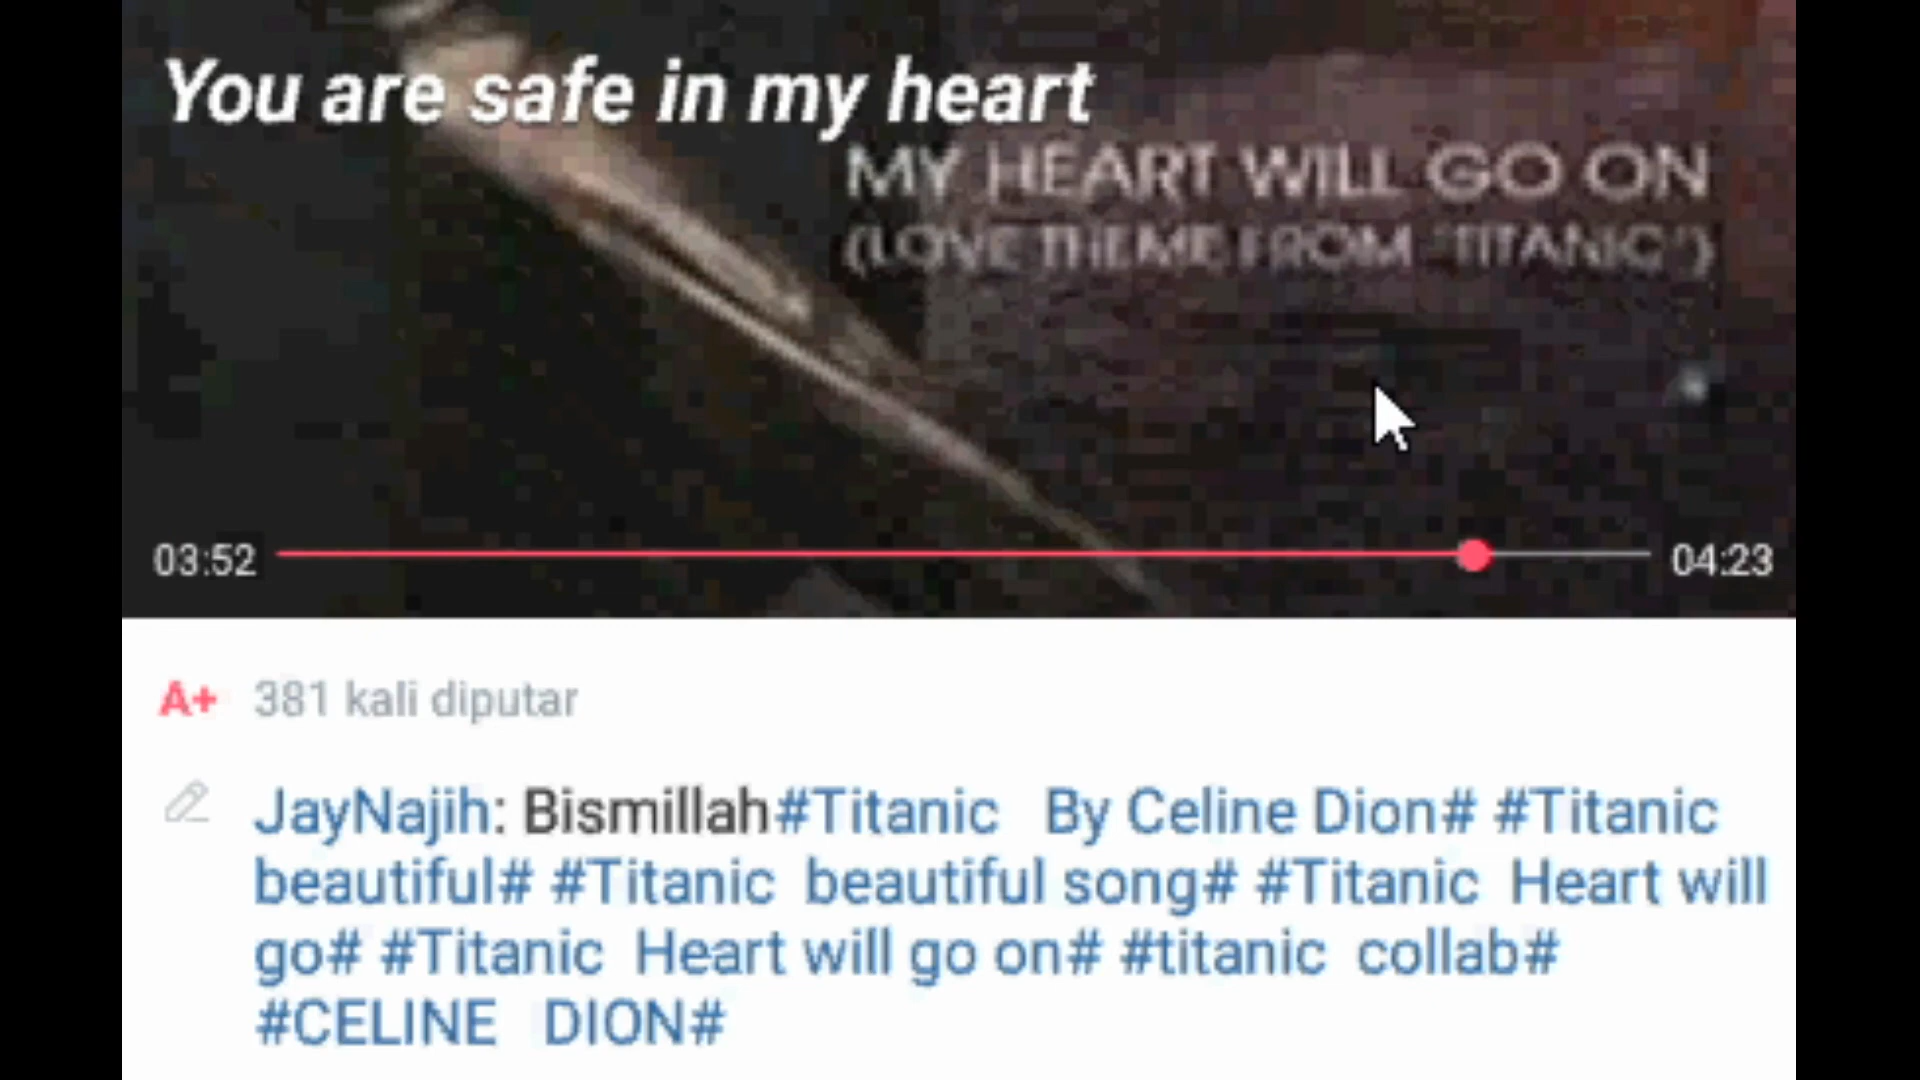 You are safe in my heart
MY HEART WILL GO ON
(LOVE THEME FROM 'TITANIC')
03:52
04:23
A+ 381 kali diputar
JayNajih: Bismillah#Titanic By Celine Dion# #Titanic
beautiful# #Titanic beautiful song# #Titanic Heart will
go# #Titanic Heart will go on# #titanic collab#
#CELINE DION#